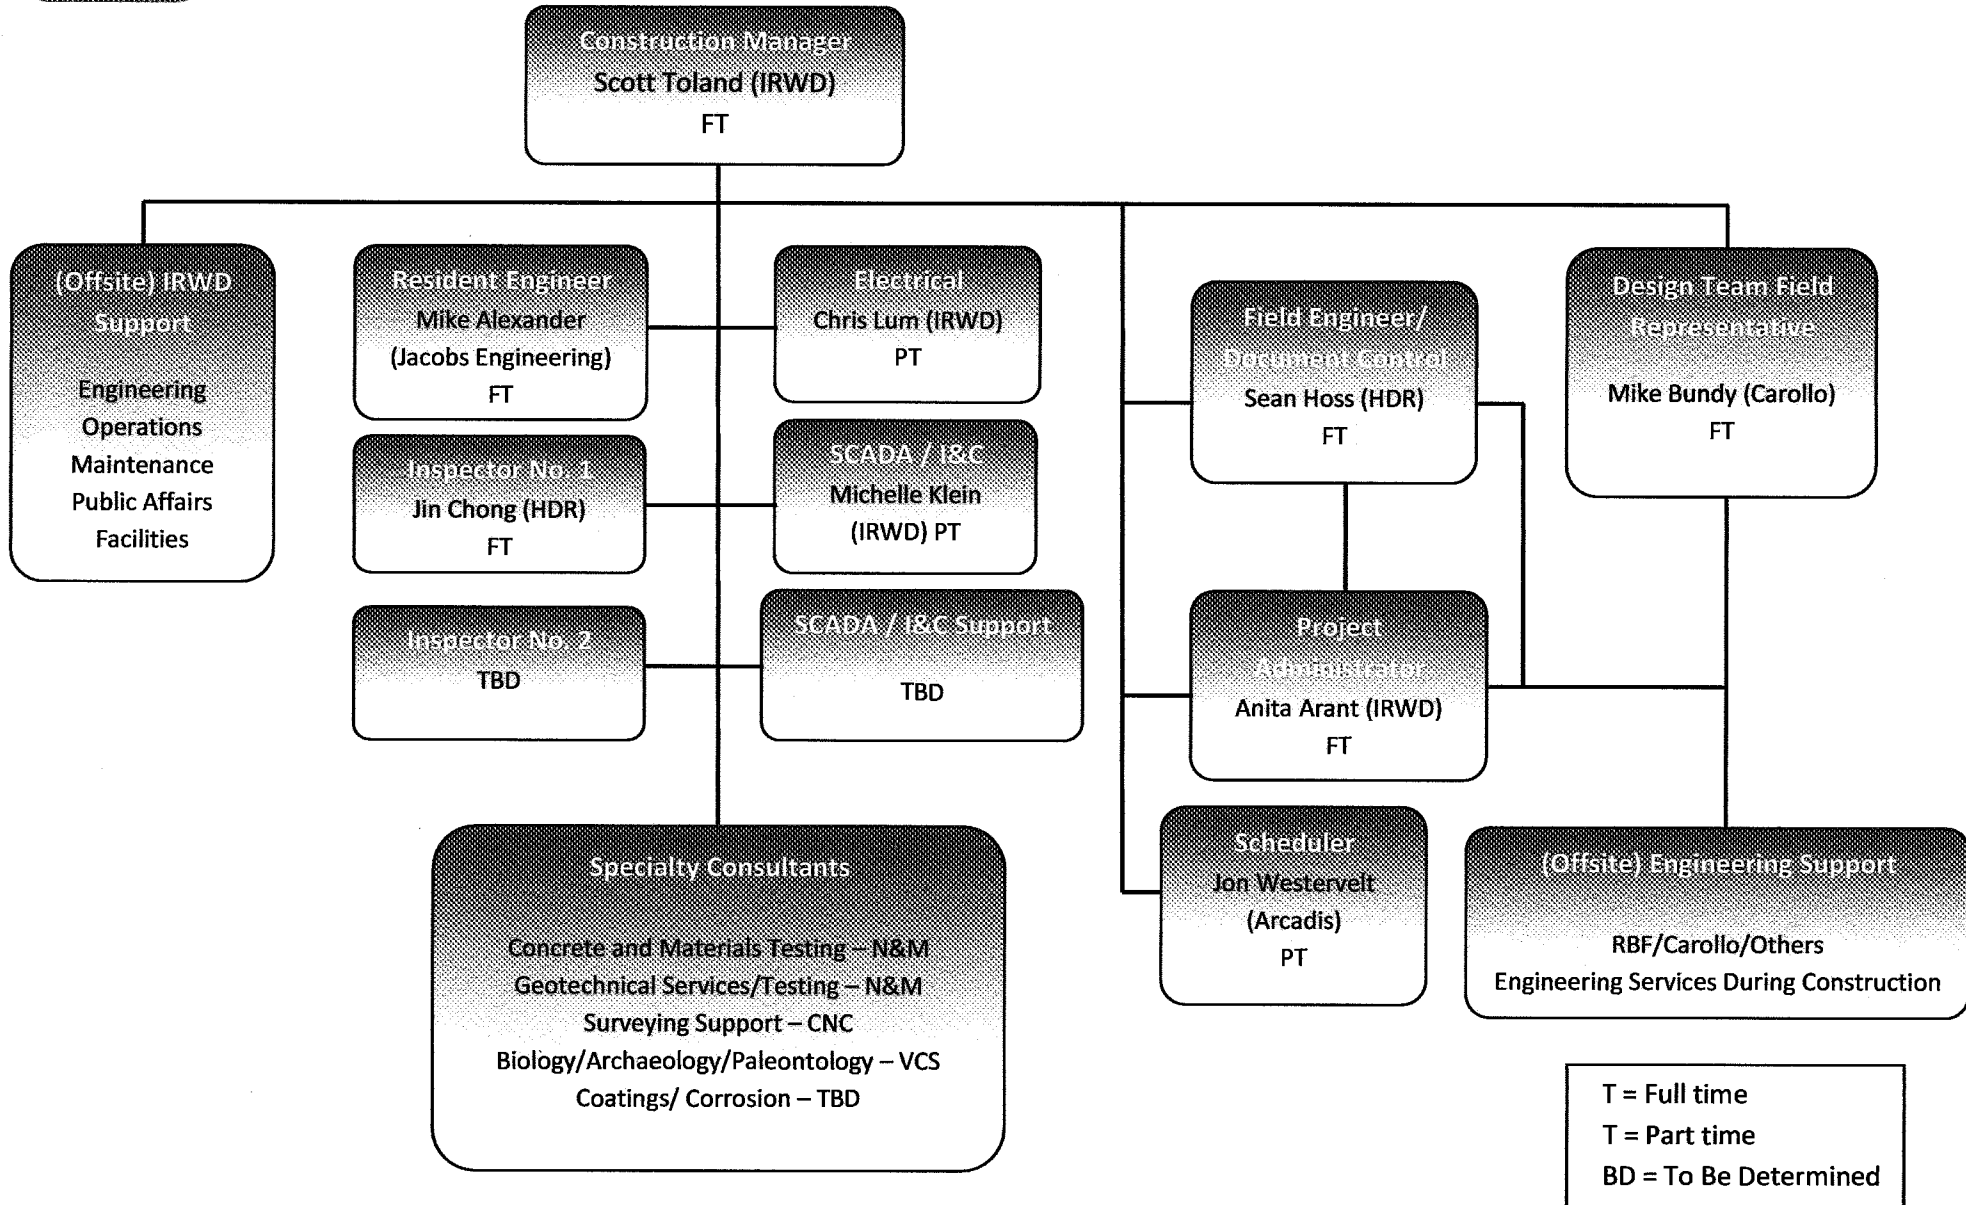 Construction Manager
Scott Toland (IRWD)
FT
(Offsite) IRWD
Support
Engineering
Operations
Maintenance
Public Affairs
Facilities
Resident Engineer
Mike Alexander
(Jacobs Engineering)
FT
Electrical
Chris Lum (IRWD)
PT
Inspector No. 1
Jin Chong (HDR)
FT
SCADA / I&C
Michelle Klein
(IRWD) PT
Inspector No. 2
TBD
SCADA / I&C Support
TBD
Specialty Consultants
Concrete and Materials Testing – N&M
Geotechnical Services/Testing – N&M
Surveying Support – CNC
Biology/Archaeology/Paleontology – VCS
Coatings/ Corrosion – TBD
Field Engineer/
Document Control
Sean Hoss (HDR)
FT
Project
Administrator
Anita Arant (IRWD)
FT
Scheduler
Jon Westervelt
(Arcadis)
PT
Design Team Field
Representative
Mike Bundy (Carollo)
FT
(Offsite) Engineering Support
RBF/Carollo/Others
Engineering Services During Construction
T = Full time
T = Part time
BD = To Be Determined